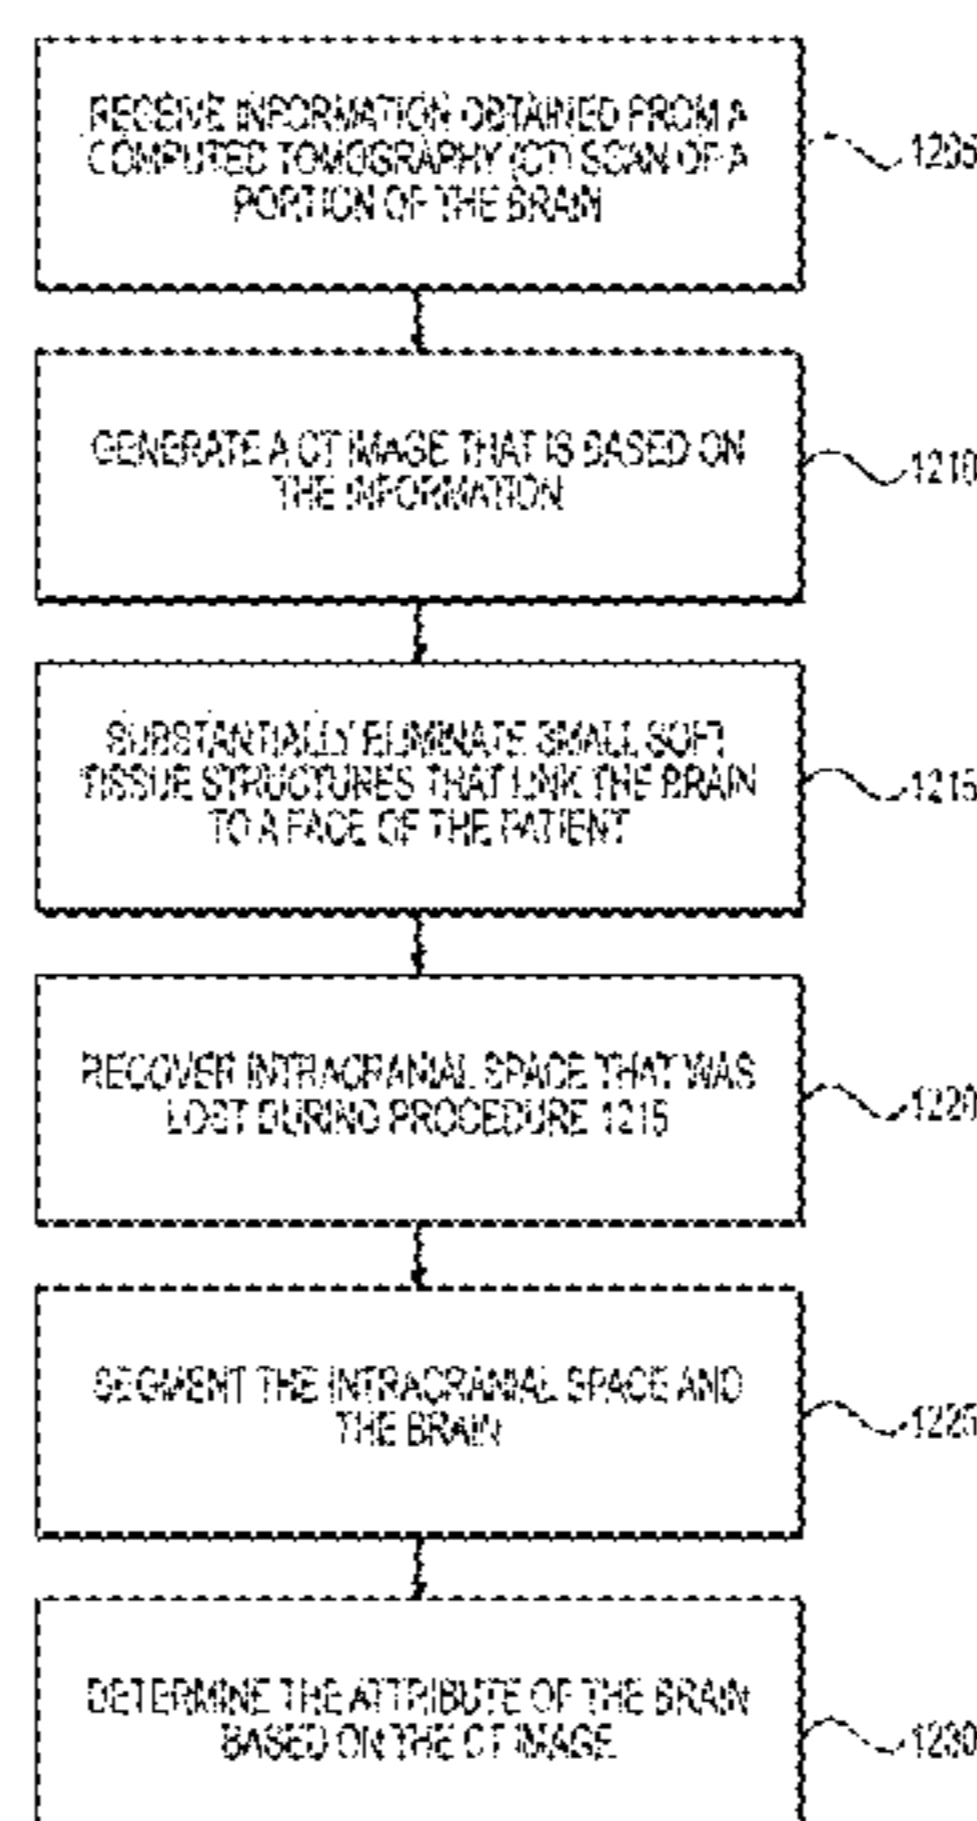 RECEIVE INFORMATION OBTAINED FROM A
COMPUTED TOMOGRAPHY (CT) SCAN OF A
PORTION OF THE BRAIN
1205
GENERATE A CT IMAGE THAT IS BASED ON
THE INFORMATION
1210
SUBSTANTIALLY ELIMINATE SMALL SOFT
TISSUE STRUCTURES THAT LINK THE BRAIN
TO A FACE OF THE PATIENT
1215
RECOVER INTRACRANIAL SPACE THAT WAS
LOST DURING PROCEDURE 1215
1220
SEGMENT THE INTRACRANIAL SPACE AND
THE BRAIN
1225
DETERMINE THE ATTRIBUTE OF THE BRAIN
BASED ON THE CT IMAGE
1230